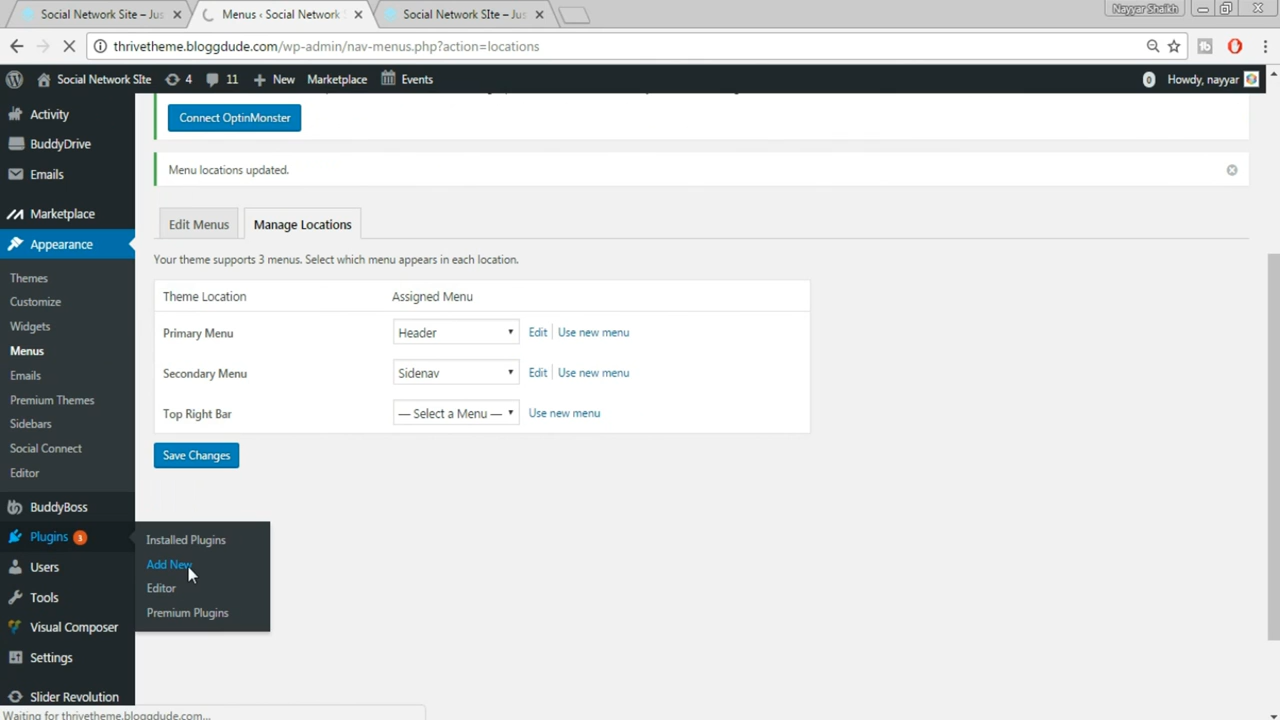 Social Network SIte – Jus
Menus ‹ Social Network S
Social Network SIte – Jus
Nayyar Shaikh
thrivetheme.bloggdude.com/wp-admin/nav-menus.php?action=locations
Social Network SIte
4
11
New
Marketplace
Events
0
Howdy, nayyar
Activity
BuddyDrive
Emails
Marketplace
Appearance
Themes
Customize
Widgets
Menus
Emails
Premium Themes
Sidebars
Social Connect
Editor
BuddyBoss
Plugins 3
Users
Tools
Visual Composer
Settings
Slider Revolution
Installed Plugins
Add New
Editor
Premium Plugins
Connect OptinMonster
Menu locations updated.
Edit Menus
Manage Locations
Your theme supports 3 menus. Select which menu appears in each location.
Theme Location Assigned Menu
Primary Menu Header Edit Use new menu
Secondary Menu Sidenav Edit Use new menu
Top Right Bar — Select a Menu — Use new menu
Save Changes
Waiting for thrivetheme.bloggdude.com...